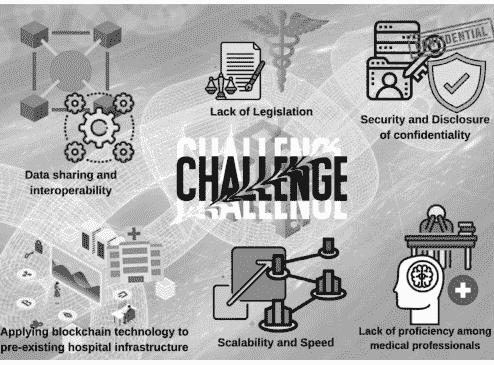 Lack of Legislation
CONFIDENTIAL
Security and Disclosure
of confidentiality
Data sharing and
interoperability
CHALLENGE
Applying blockchain technology to
pre-existing hospital infrastructure
Scalability and Speed
Lack of proficiency among
medical professionals